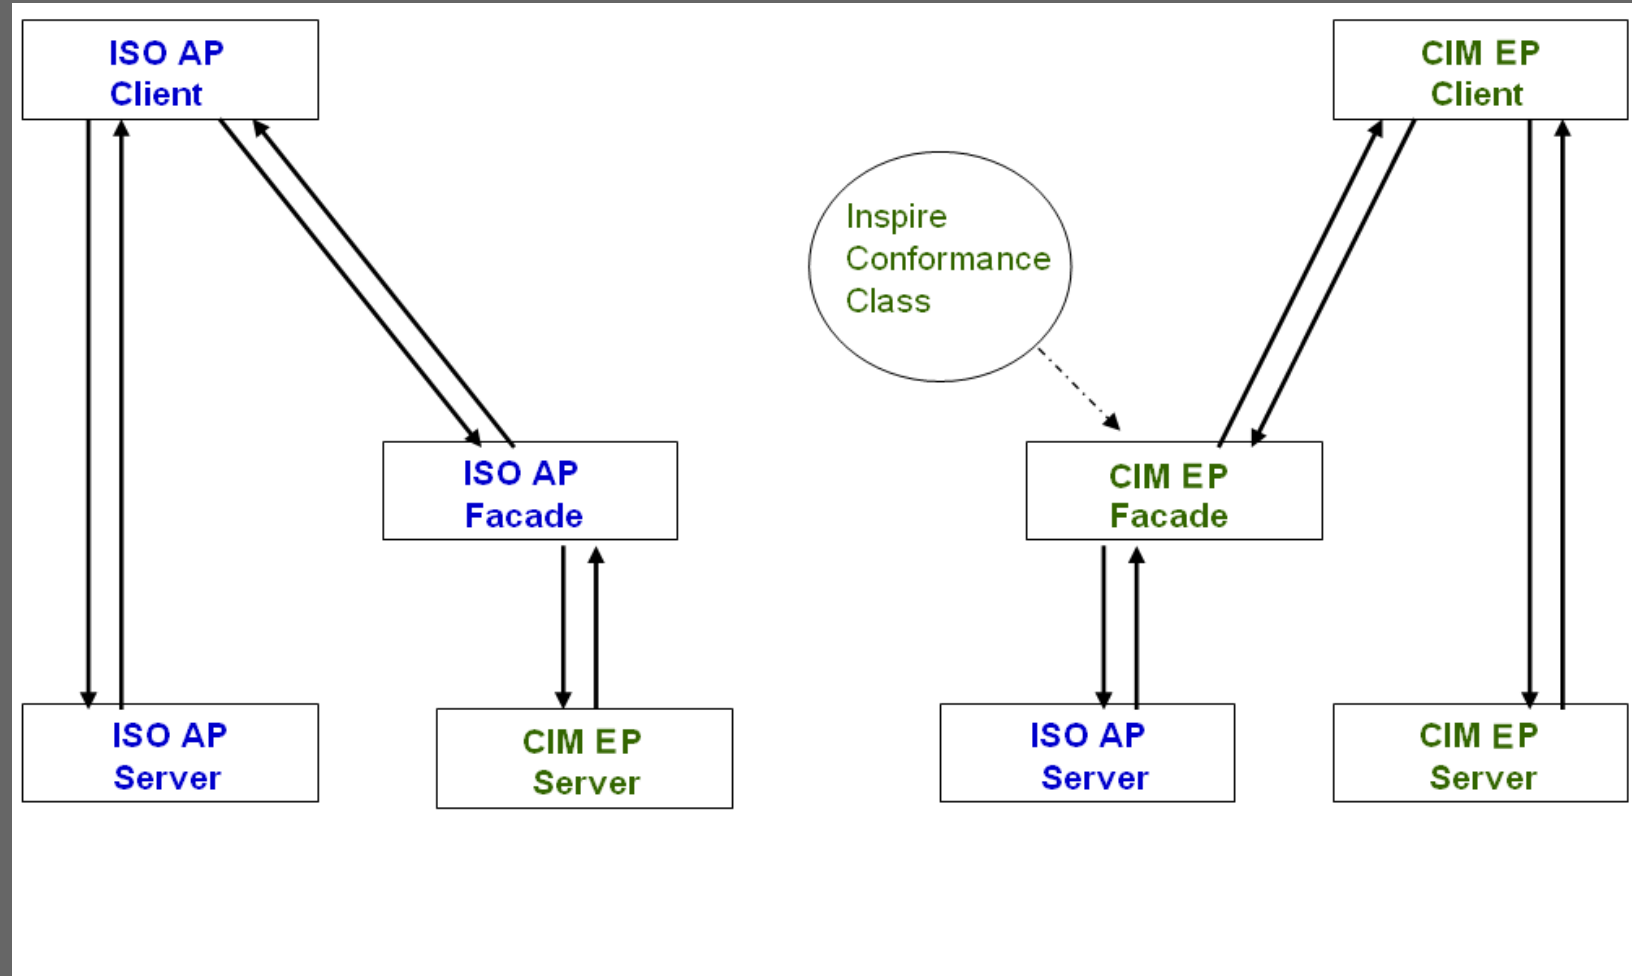 ISO AP
Client
CIM EP
Client
Inspire
Conformance
Class
ISO AP
Facade
CIM EP
Facade
ISO AP
Server
CIM EP
Server
ISO AP
Server
CIM EP
Server